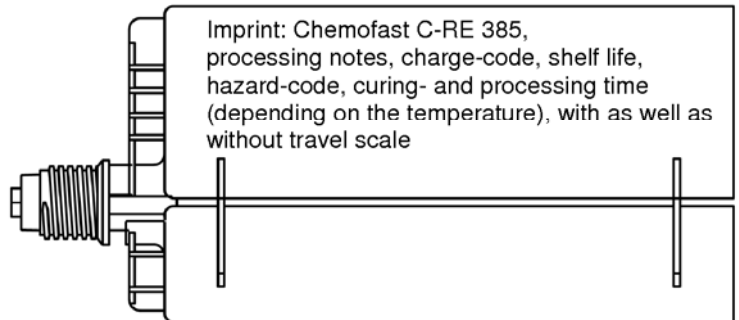 Imprint: Chemofast C-RE 385,
processing notes, charge-code, shelf life,
hazard-code, curing- and processing time
(depending on the temperature), with as well as
without travel scale